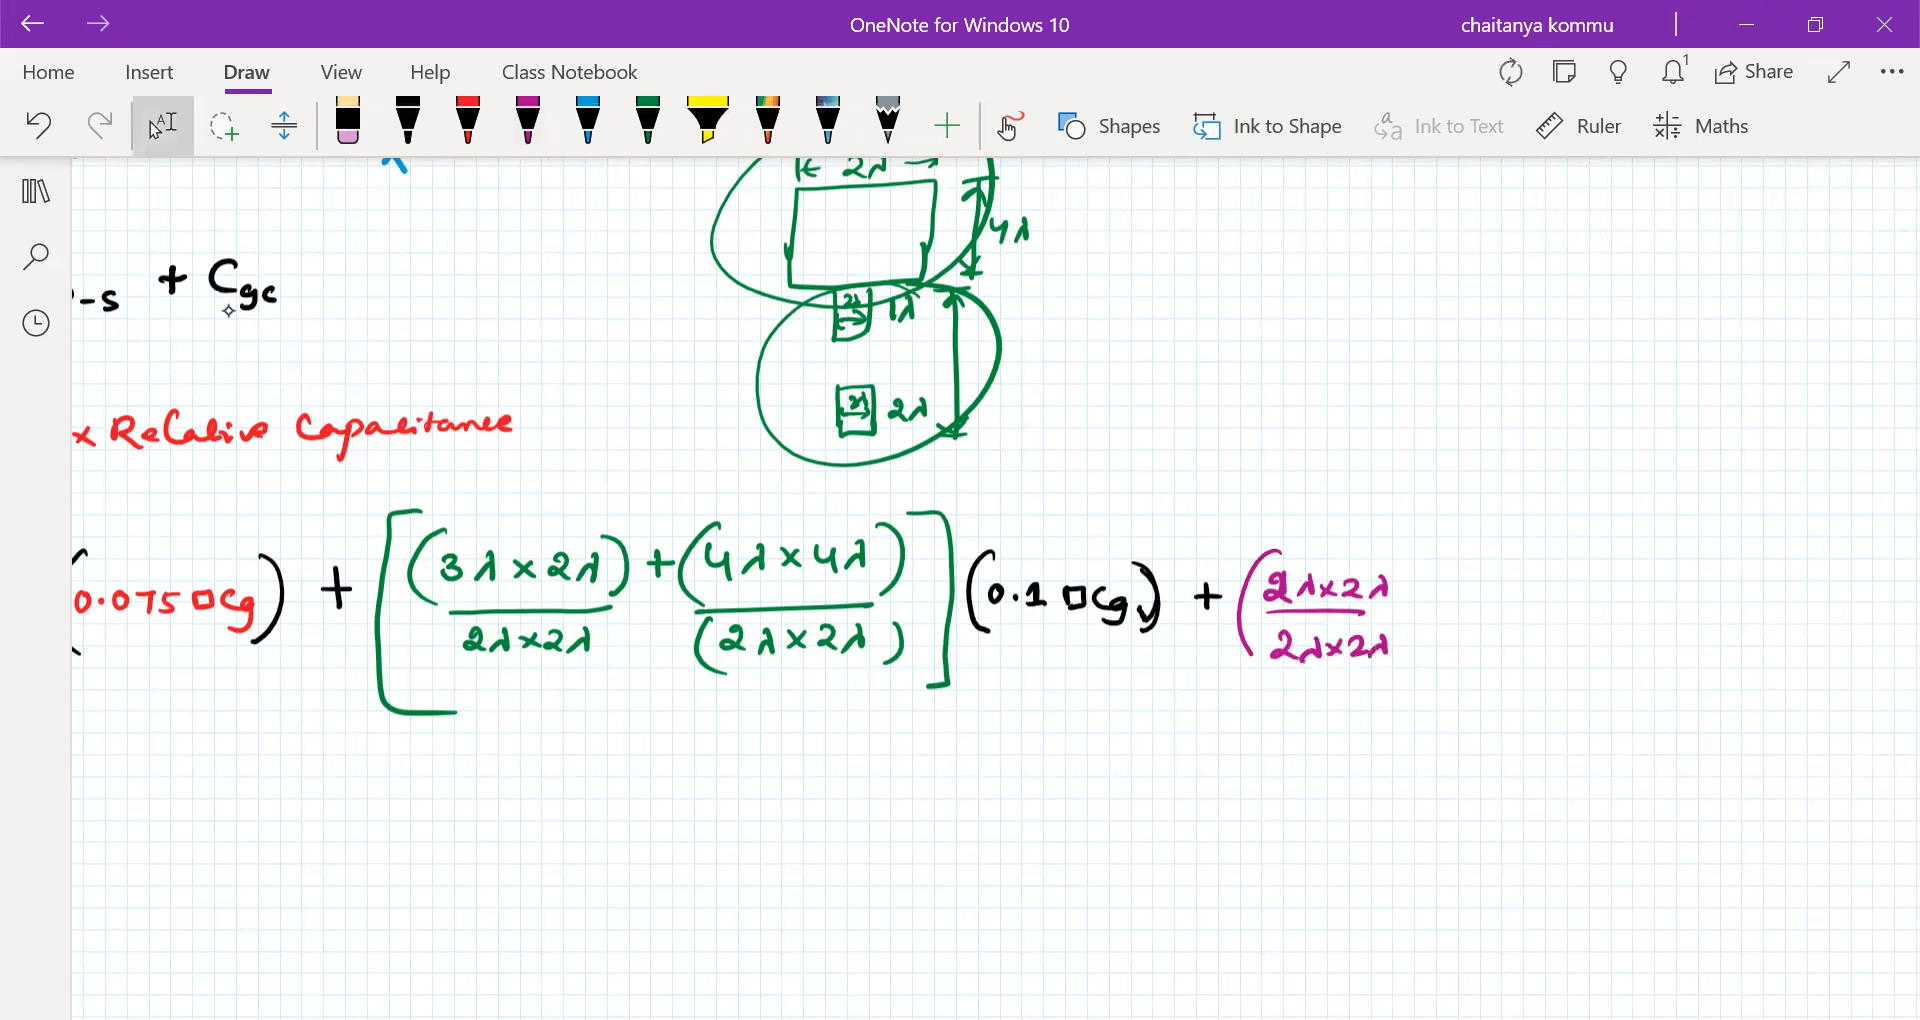 OneNote for Windows 10
chaitanya kommu
Home Insert Draw View Help Class Notebook
1 Share
Shapes Ink to Shape Ink to Text Ruler Maths
2λ
4λ
-s + Cgc
2λ 1λ
2λ 2λ
x Relative Capacitance
(0.075 □Cg) + [(3λ×2λ)/2λ×2λ + (4λ×4λ)/(2λ×2λ)] (0.1 □Cg) + (2λ×2λ/2λ×2λ